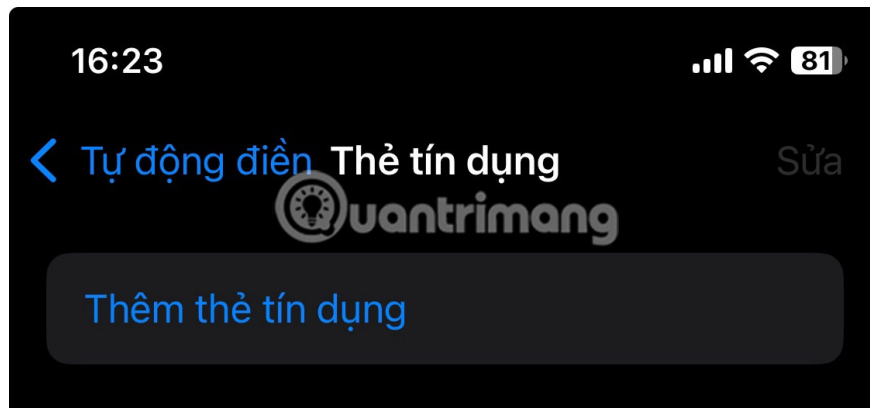 16:23 81
Tự động điền Thẻ tín dụng Sửa
Quantrimang
Thêm thẻ tín dụng